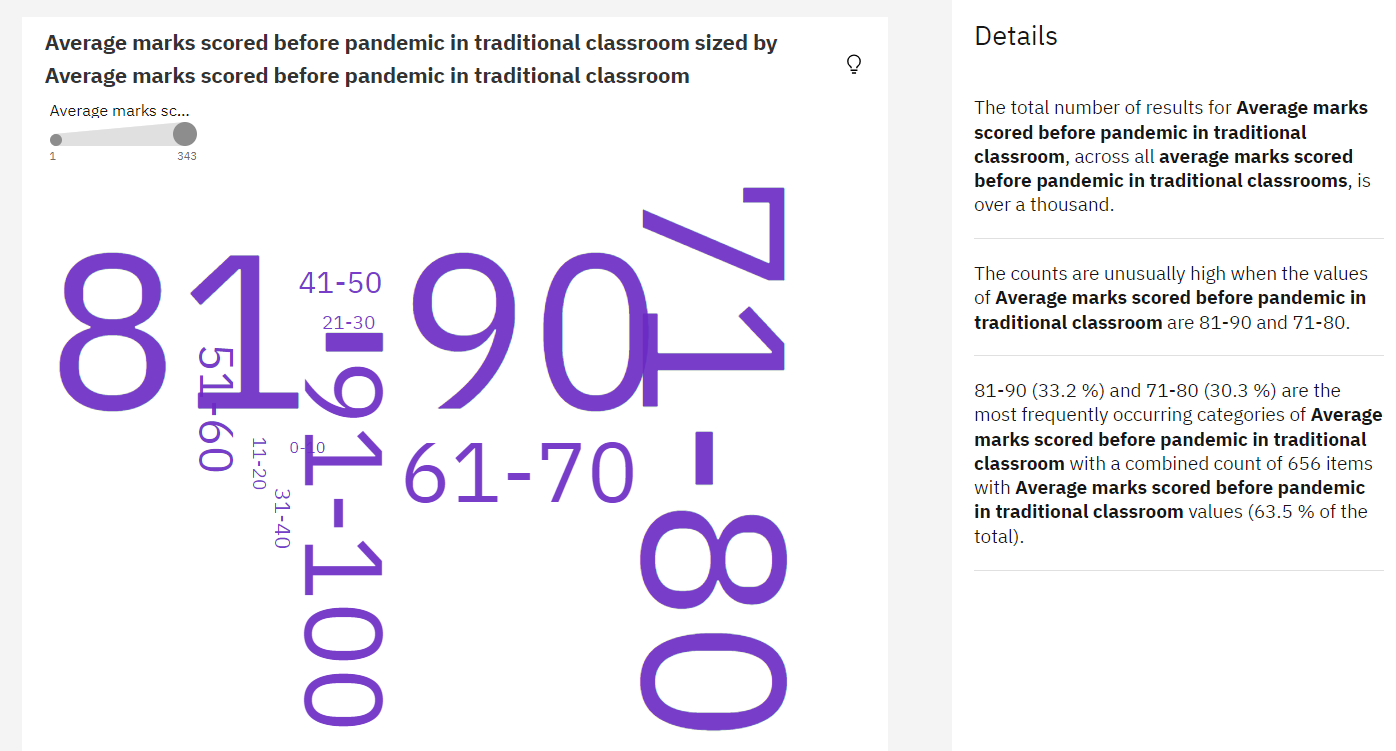 Average marks scored before pandemic in traditional classroom sized by
Average marks scored before pandemic in traditional classroom
Average marks sc...
1 343
81-90
71-80
41-50
21-30
51-60
91-100
0-10
61-70
11-20
31-40
Details
The total number of results for Average marks
scored before pandemic in traditional
classroom, across all average marks scored
before pandemic in traditional classrooms, is
over a thousand.
The counts are unusually high when the values
of Average marks scored before pandemic in
traditional classroom are 81-90 and 71-80.
81-90 (33.2 %) and 71-80 (30.3 %) are the
most frequently occurring categories of Average
marks scored before pandemic in traditional
classroom with a combined count of 656 items
with Average marks scored before pandemic
in traditional classroom values (63.5 % of the
total).